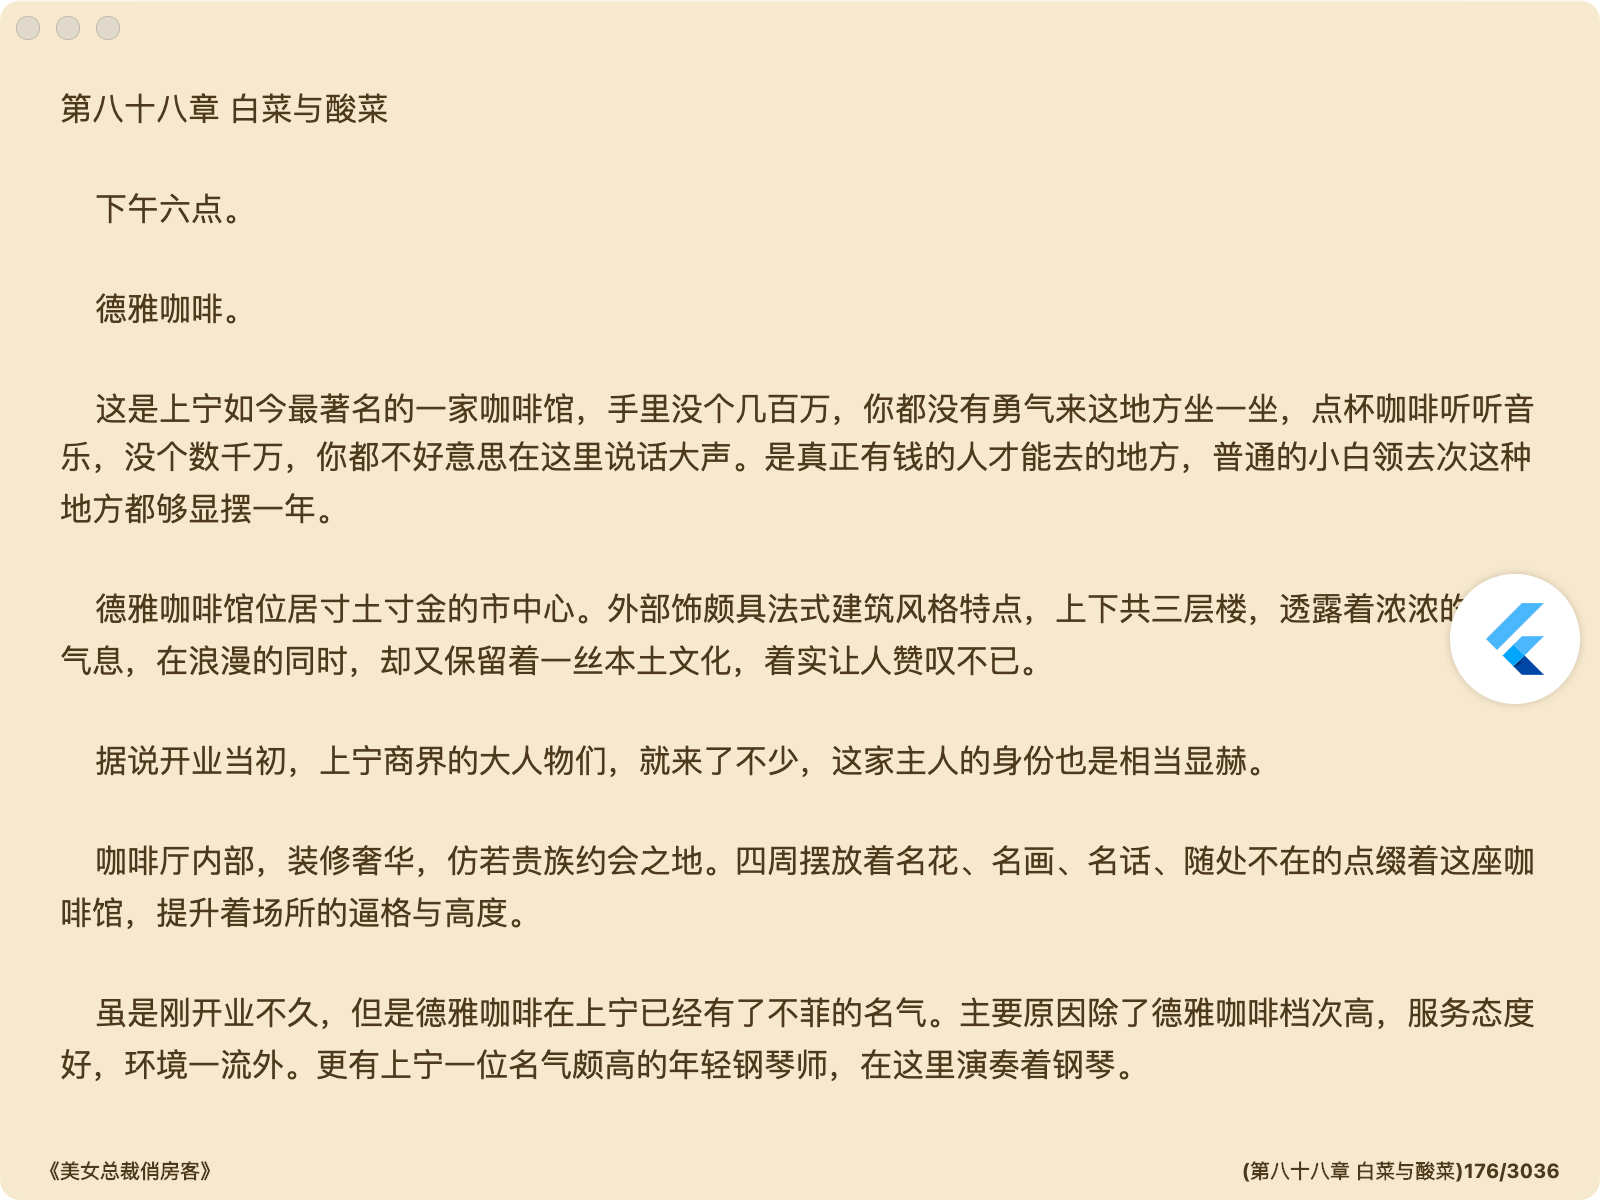 第八十八章 白菜与酸菜
下午六点。
德雅咖啡。
这是上宁如今最著名的一家咖啡馆，手里没个几百万，你都没有勇气来这地方坐一坐，点杯咖啡听听音
乐，没个数千万，你都不好意思在这里说话大声。是真正有钱的人才能去的地方，普通的小白领去次这种
地方都够显摆一年。
德雅咖啡馆位居寸土寸金的市中心。外部饰颇具法式建筑风格特点，上下共三层楼，透露着浓浓的
气息，在浪漫的同时，却又保留着一丝本土文化，着实让人赞叹不已。
据说开业当初，上宁商界的大人物们，就来了不少，这家主人的身份也是相当显赫。
咖啡厅内部，装修奢华，仿若贵族约会之地。四周摆放着名花、名画、名话、随处不在的点缀着这座咖
啡馆，提升着场所的逼格与高度。
虽是刚开业不久，但是德雅咖啡在上宁已经有了不菲的名气。主要原因除了德雅咖啡档次高，服务态度
好，环境一流外。更有上宁一位名气颇高的年轻钢琴师，在这里演奏着钢琴。
《美女总裁俏房客》
(第八十八章 白菜与酸菜)176/3036